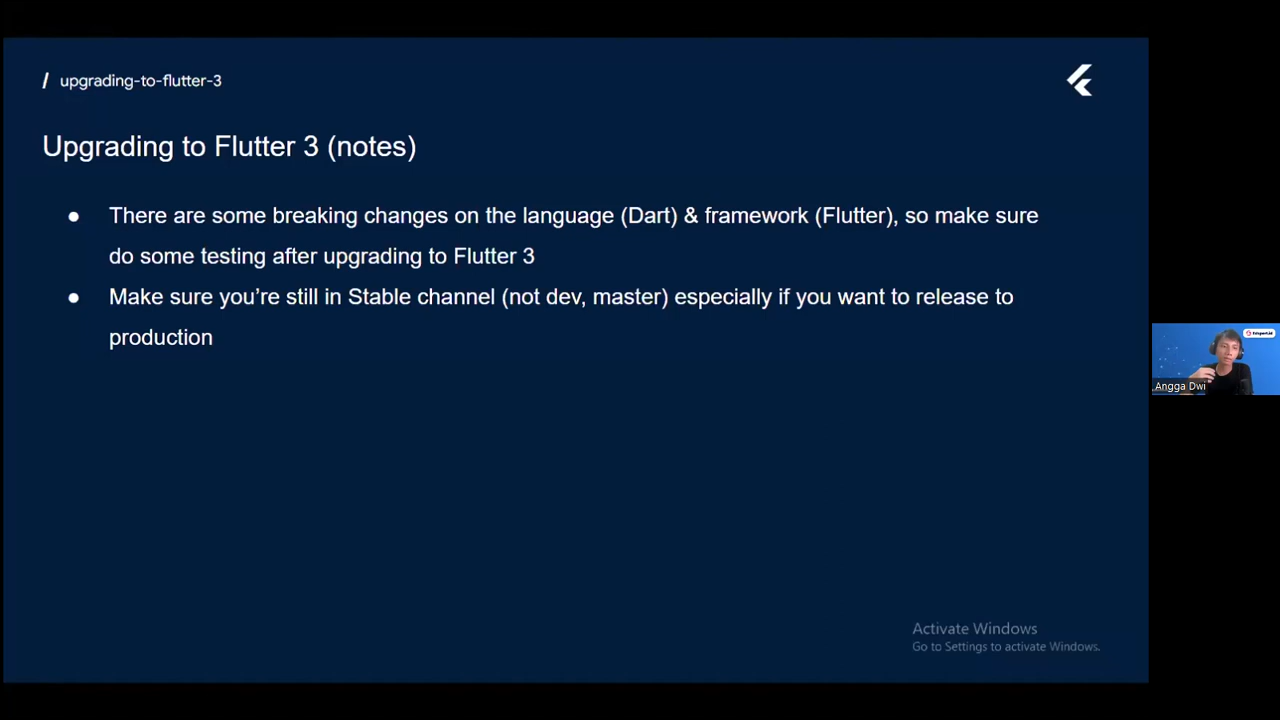 / upgrading-to-flutter-3
Upgrading to Flutter 3 (notes)
● There are some breaking changes on the language (Dart) & framework (Flutter), so make sure
do some testing after upgrading to Flutter 3
● Make sure you’re still in Stable channel (not dev, master) especially if you want to release to
production
Angga Dwi
Activate Windows
Go to Settings to activate Windows.